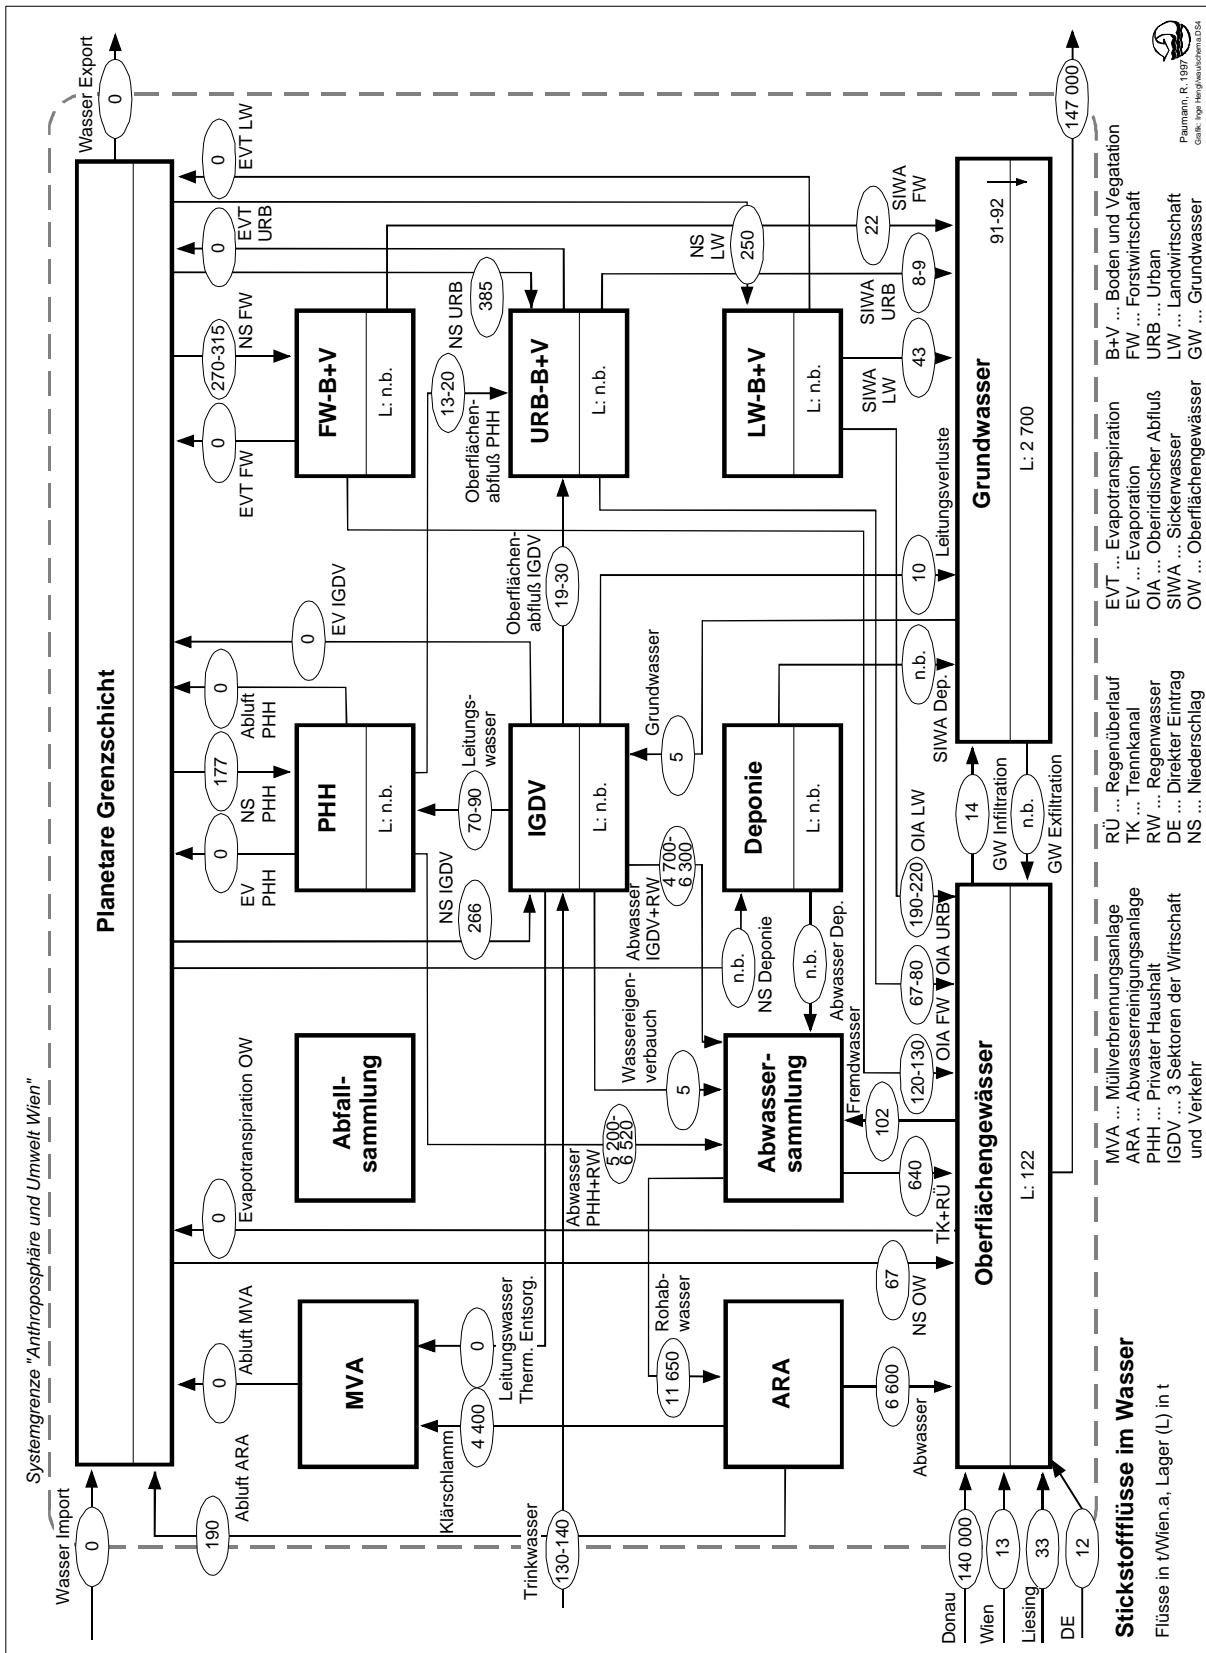 Systemgrenze "Anthroposphäre und Umwelt Wien"
Wasser Import
0
Wasser Export
0
Planetare Grenzschicht
190
Abluft ARA
0
Abluft MVA
0
Evapotranspiration OW
266
NS IGDV
0
EV
PHH
177
NS
PHH
0
Abluft
PHH
0
EV IGDV
0
EVT FW
270-315
NS FW
0
EVT
URB
0
EVT LW
MVA
Abfall-
sammlung
PHH
L: n.b.
FW-B+V
L: n.b.
Klärschlamm
4 400
0
Leitungswasser
Therm. Entsorg.
70-90
Leitungs-
wasser
13-20
Oberflächen-
abfluß PHH
NS URB
385
Trinkwasser
130-140
Abwasser
PHH+RW
5 200-
6 520
Wassereigen-
verbauch
5
Abwasser
IGDV+RW
4 700-
6 300
IGDV
L: n.b.
Oberflächen-
abfluß IGDV
19-30
URB-B+V
L: n.b.
Rohab-
wasser
11 650
n.b.
NS Deponie
5
Grundwasser
NS
LW
250
ARA
Abwasser-
sammlung
Deponie
L: n.b.
LW-B+V
L: n.b.
Abwasser
6 600
67
NS OW
TK+RÜ
640
102
Fremdwasser
n.b.
Abwasser Dep.
120-130
OIA FW
67-80
OIA URB
190-220
OIA LW
SIWA Dep.
n.b.
10
Leitungsverluste
SIWA
LW
43
SIWA
URB
8-9
22
SIWA
FW
Donau
140 000
Wien
13
Liesing
33
DE
12
Oberflächengewässer
L: 122
14
GW Infiltration
n.b.
GW Exfiltration
Grundwasser
L: 2 700
91-92
147 000
Stickstoffflüsse im Wasser
Flüsse in t/Wien.a, Lager (L) in t
MVA ... Müllverbrennungsanlage
ARA ... Abwasserreinigungsanlage
PHH ... Privater Haushalt
IGDV ... 3 Sektoren der Wirtschaft
und Verkehr
RÜ ... Regenüberlauf
TK ... Trennkanal
RW ... Regenwasser
DE ... Direkter Eintrag
NS ... Niederschlag
EVT ... Evapotranspiration
EV ... Evaporation
OIA ... Oberirdischer Abfluß
SIWA ... Sickerwasser
OW ... Oberflächengewässer
B+V ... Boden und Vegatation
FW ... Forstwirtschaft
URB ... Urban
LW ... Landwirtschaft
GW ... Grundwasser
Paumann, R. 1997